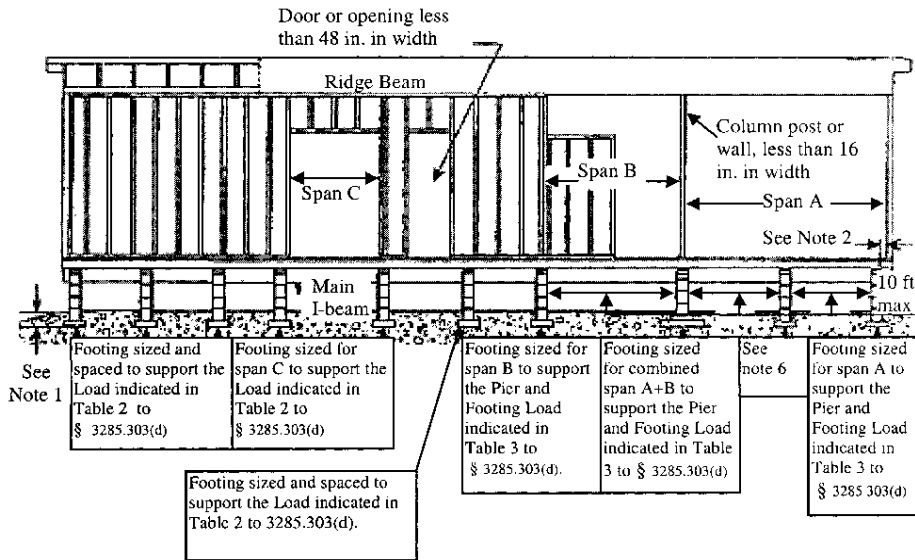 Door or opening less
than 48 in. in width
Ridge Beam
Column post or
wall, less than 16
in. in width
Span C
Span B
Span A
See Note 2
Main
I-beam
10 ft
max
See
Note 1
Footing sized and
spaced to support the
Load indicated in
Table 2 to
§ 3285.303(d)
Footing sized for
span C to support the
Load indicated in
Table 2 to
§ 3285.303(d)
Footing sized for
span B to support
the Pier and
Footing Load
indicated in
Table 3 to
§ 3285.303(d).
Footing sized
for combined
span A+B to
support the Pier
and Footing Load
indicated in Table
3 to § 3285.303(d)
See
note 6
Footing sized
for span A to
support the
Pier and
Footing Load
indicated in
Table 3 to
§ 3285 303(d)
Footing sized and spaced to
support the Load indicated in
Table 2 to 3285.303(d).